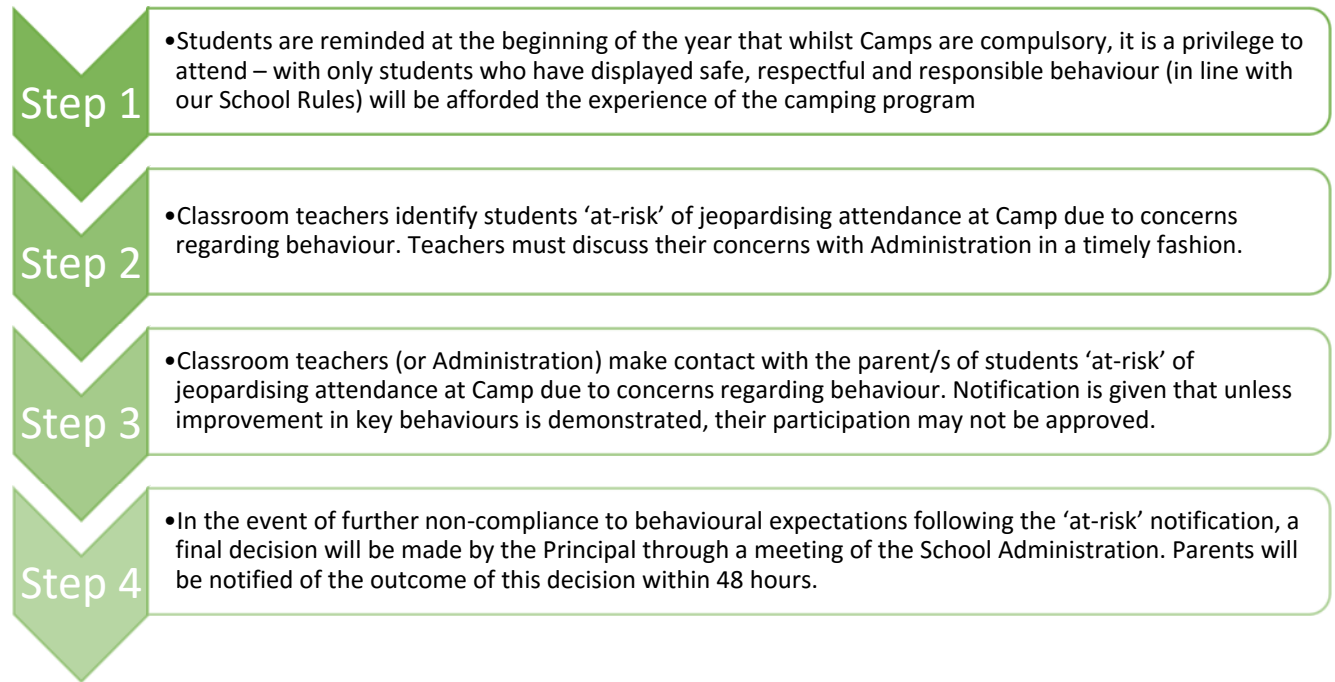 Step 1
•Students are reminded at the beginning of the year that whilst Camps are compulsory, it is a privilege to
attend – with only students who have displayed safe, respectful and responsible behaviour (in line with
our School Rules) will be afforded the experience of the camping program
Step 2
•Classroom teachers identify students ‘at-risk’ of jeopardising attendance at Camp due to concerns
regarding behaviour. Teachers must discuss their concerns with Administration in a timely fashion.
Step 3
•Classroom teachers (or Administration) make contact with the parent/s of students ‘at-risk’ of
jeopardising attendance at Camp due to concerns regarding behaviour. Notification is given that unless
improvement in key behaviours is demonstrated, their participation may not be approved.
Step 4
•In the event of further non-compliance to behavioural expectations following the ‘at-risk’ notification, a
final decision will be made by the Principal through a meeting of the School Administration. Parents will
be notified of the outcome of this decision within 48 hours.